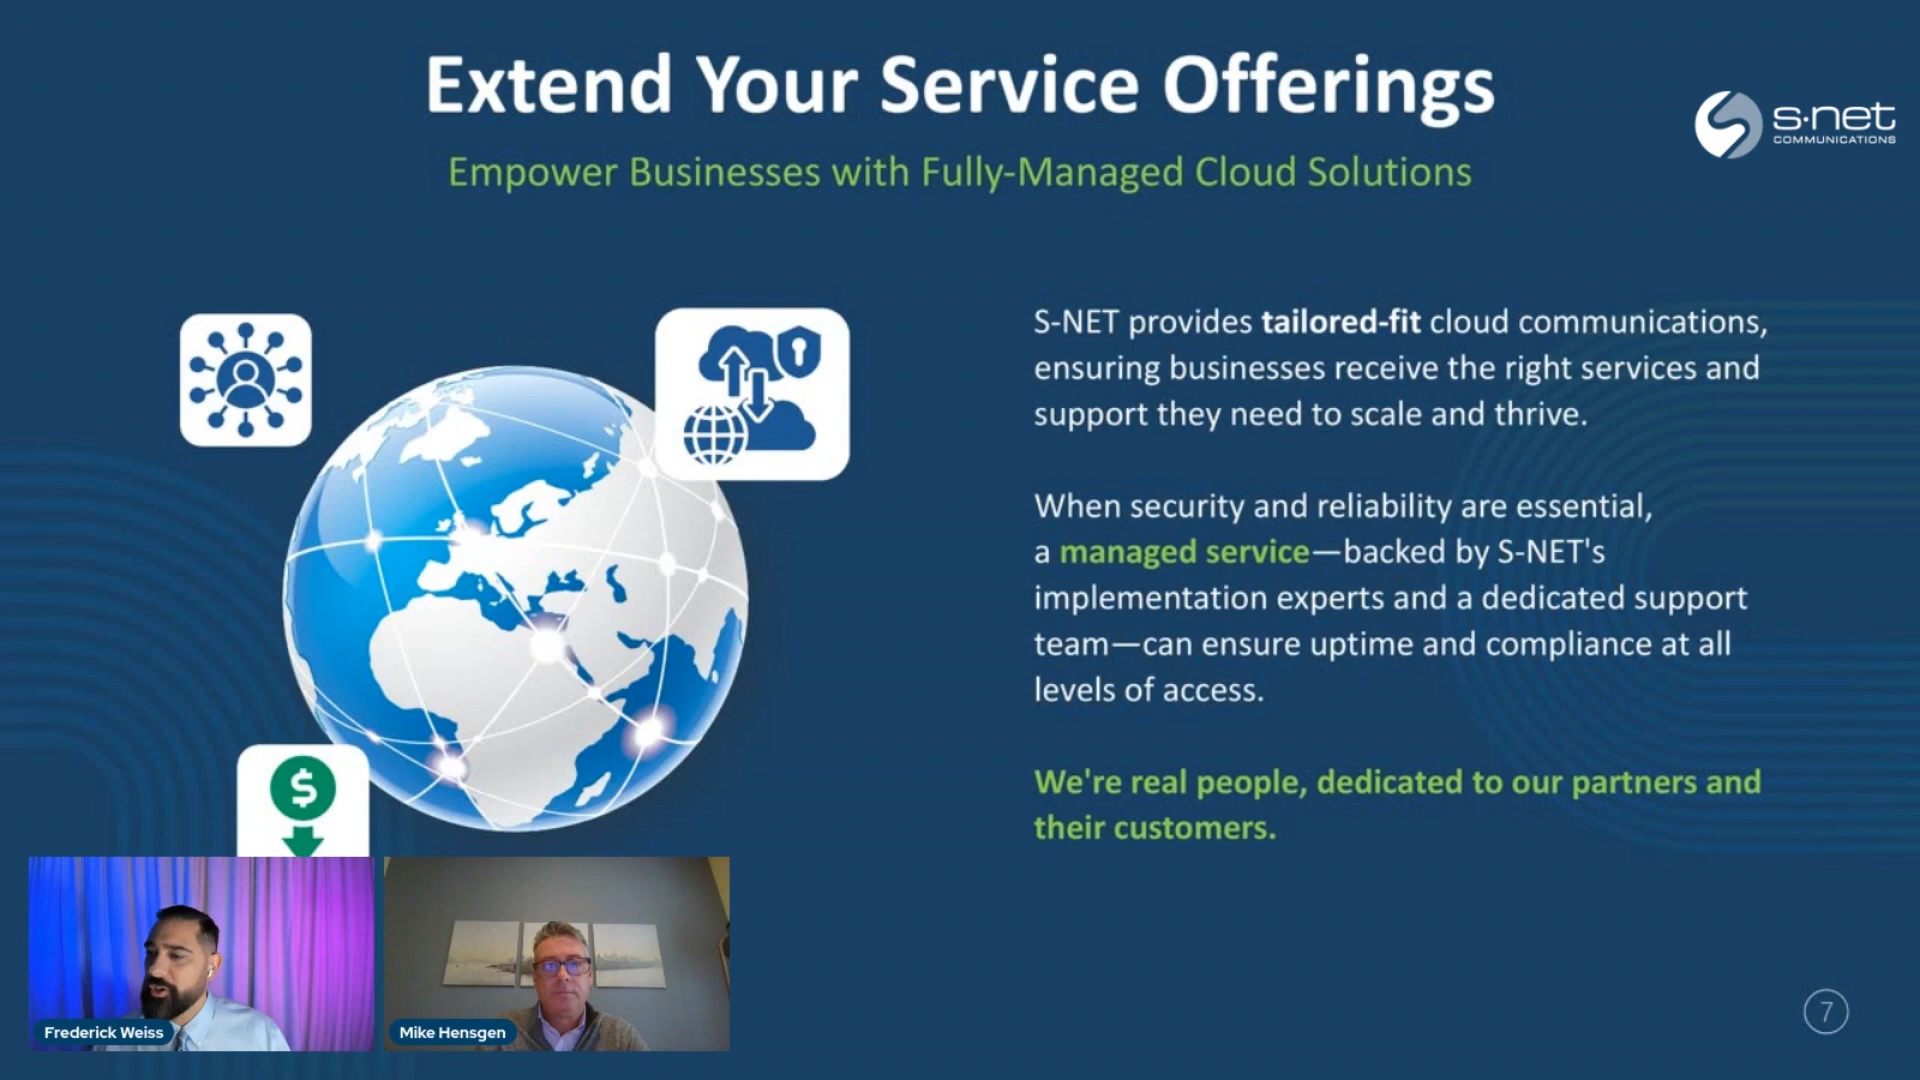 Extend Your Service Offerings
Empower Businesses with Fully-Managed Cloud Solutions
s·net
COMMUNICATIONS
S-NET provides tailored-fit cloud communications,
ensuring businesses receive the right services and
support they need to scale and thrive.
When security and reliability are essential,
a managed service—backed by S-NET's
implementation experts and a dedicated support
team—can ensure uptime and compliance at all
levels of access.
We're real people, dedicated to our partners and
their customers.
$
Frederick Weiss
Mike Hensgen
7